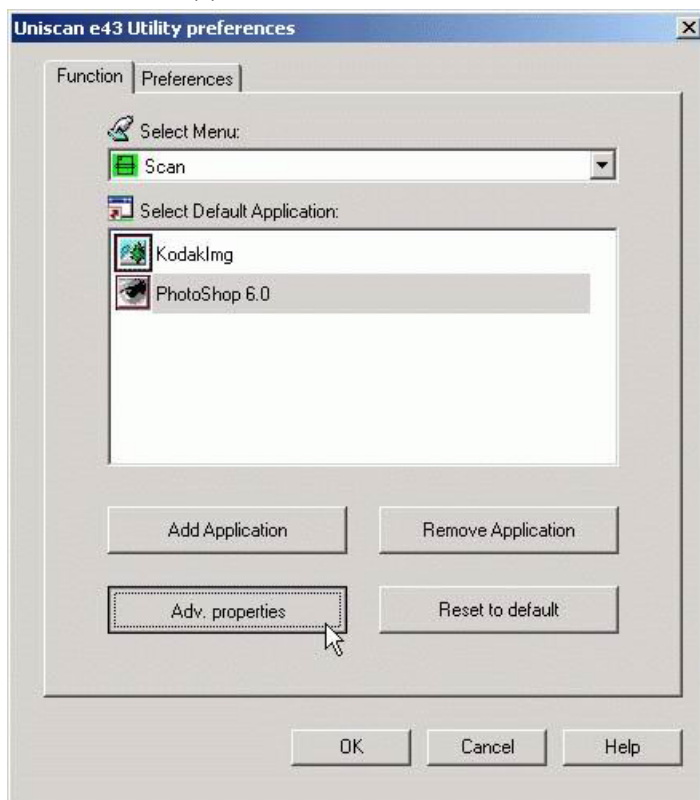 Uniscan e43 Utility preferences
Function
Preferences
Select Menu:
Scan
Select Default Application:
KodakImg
PhotoShop 6.0
Add Application
Remove Application
Adv. properties
Reset to default
OK
Cancel
Help